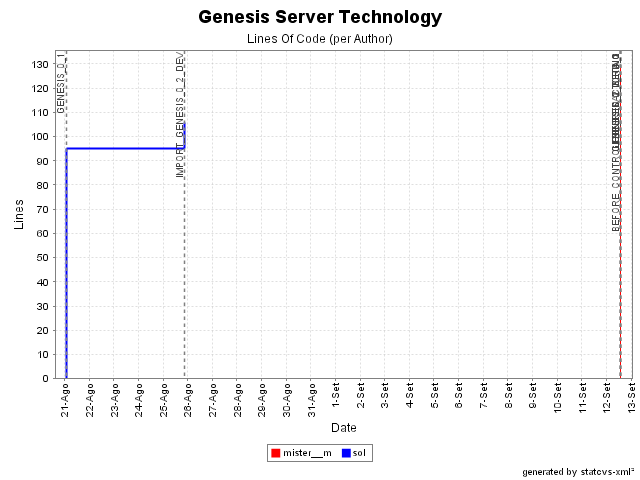 Genesis Server Technology
Lines Of Code (per Author)
GENESIS_0_1
IMPORT_GENESIS_0_2_DEV
BEFORE_CONTRO
Lines
130
120
110
100
90
80
70
60
50
40
30
20
10
0
21-Ago
22-Ago
23-Ago
24-Ago
25-Ago
26-Ago
27-Ago
28-Ago
29-Ago
30-Ago
31-Ago
1-Set
2-Set
3-Set
4-Set
5-Set
6-Set
7-Set
8-Set
9-Set
10-Set
11-Set
12-Set
13-Set
Date
mister__m
sol
generated by statcvs-xml²